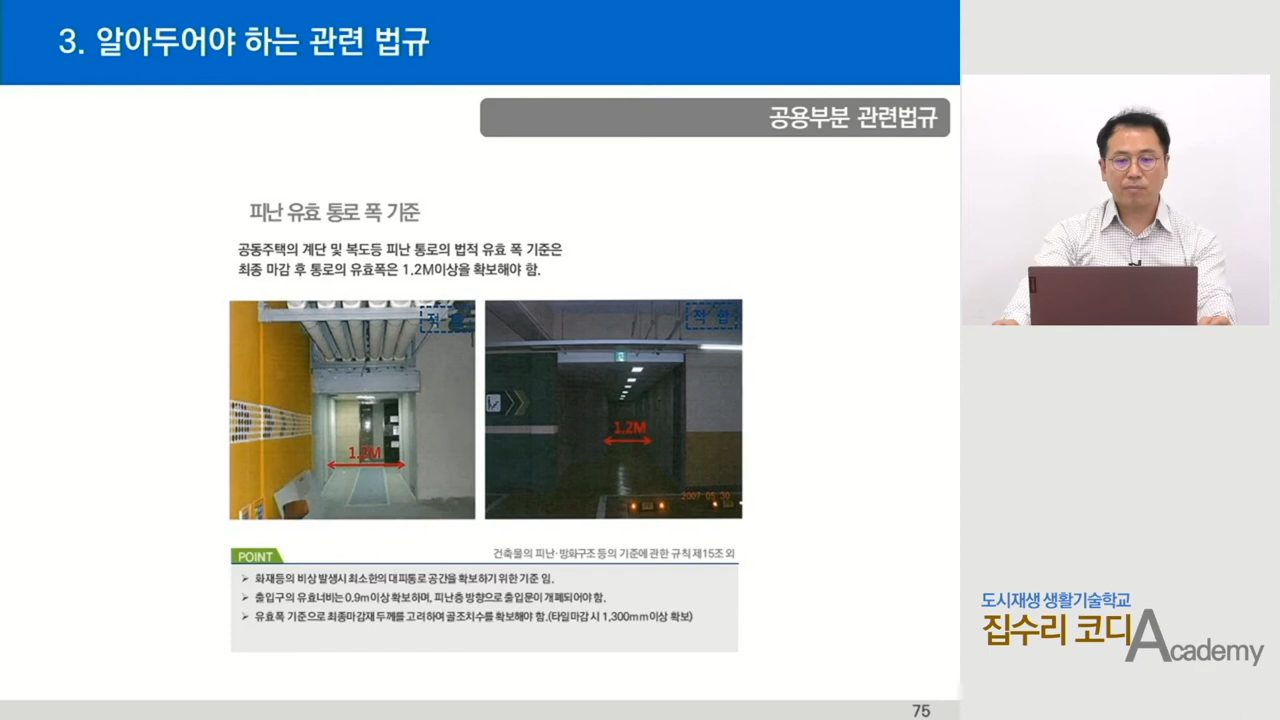 3. 알아두어야 하는 관련 법규
공용부분 관련법규
피난 유효 통로 폭 기준
공동주택의 계단 및 복도등 피난 통로의 법적 유효 폭 기준은
최종 마감 후 통로의 유효폭은 1.2M이상을 확보해야 함.
적 합
적 합
1.2M
1.2M
2007 05 30
POINT
건축물의 피난·방화구조 등의 기준에 관한 규칙 제15조 외
➢ 화재등의 비상 발생시 최소한의 대피통로 공간을 확보하기 위한 기준 임.
➢ 출입구의 유효너비는 0.9m이상 확보하며, 피난층 방향으로 출입문이 개폐되어야 함.
➢ 유효폭 기준으로 최종마감재 두께를 고려하여 골조치수를 확보해야 함.(타일마감 시 1,300mm이상 확보)
도시재생 생활기술학교
집수리 코디 Academy
75